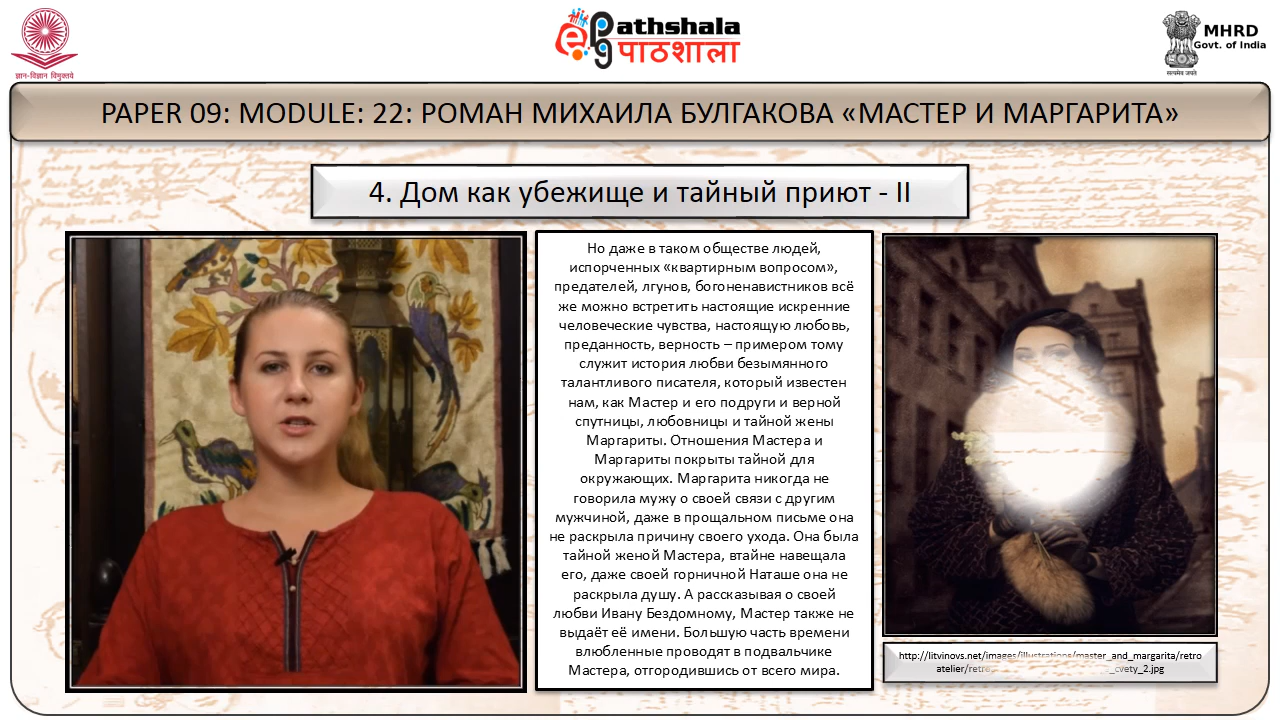 ज्ञान-विज्ञान विमुक्तये
ePathshala
पाठशाला
MHRD
Govt. of India
सत्यमेव जयते
PAPER 09: MODULE: 22: РОМАН МИХАИЛА БУЛГАКОВА «МАСТЕР И МАРГАРИТА»
4. Дом как убежище и тайный приют - II
Но даже в таком обществе людей,
испорченных «квартирным вопросом»,
предателей, лгунов, богоненавистников всё
же можно встретить настоящие искренние
человеческие чувства, настоящую любовь,
преданность, верность – примером тому
служит история любви безымянного
талантливого писателя, который известен
нам, как Мастер и его подруги и верной
спутницы, любовницы и тайной жены
Маргариты. Отношения Мастера и
Маргариты покрыты тайной для
окружающих. Маргарита никогда не
говорила мужу о своей связи с другим
мужчиной, даже в прощальном письме она
не раскрыла причину своего ухода. Она была
тайной женой Мастера, втайне навещала
его, даже своей горничной Наташе она не
раскрыла душу. А рассказывая о своей
любви Ивану Бездомному, Мастер также не
выдаёт её имени. Большую часть времени
влюбленные проводят в подвальчике
Мастера, отгородившись от всего мира.
http://litvinovs.net/images/illustrations/master_and_margarita/retro
atelier/retro _cvety_2.jpg